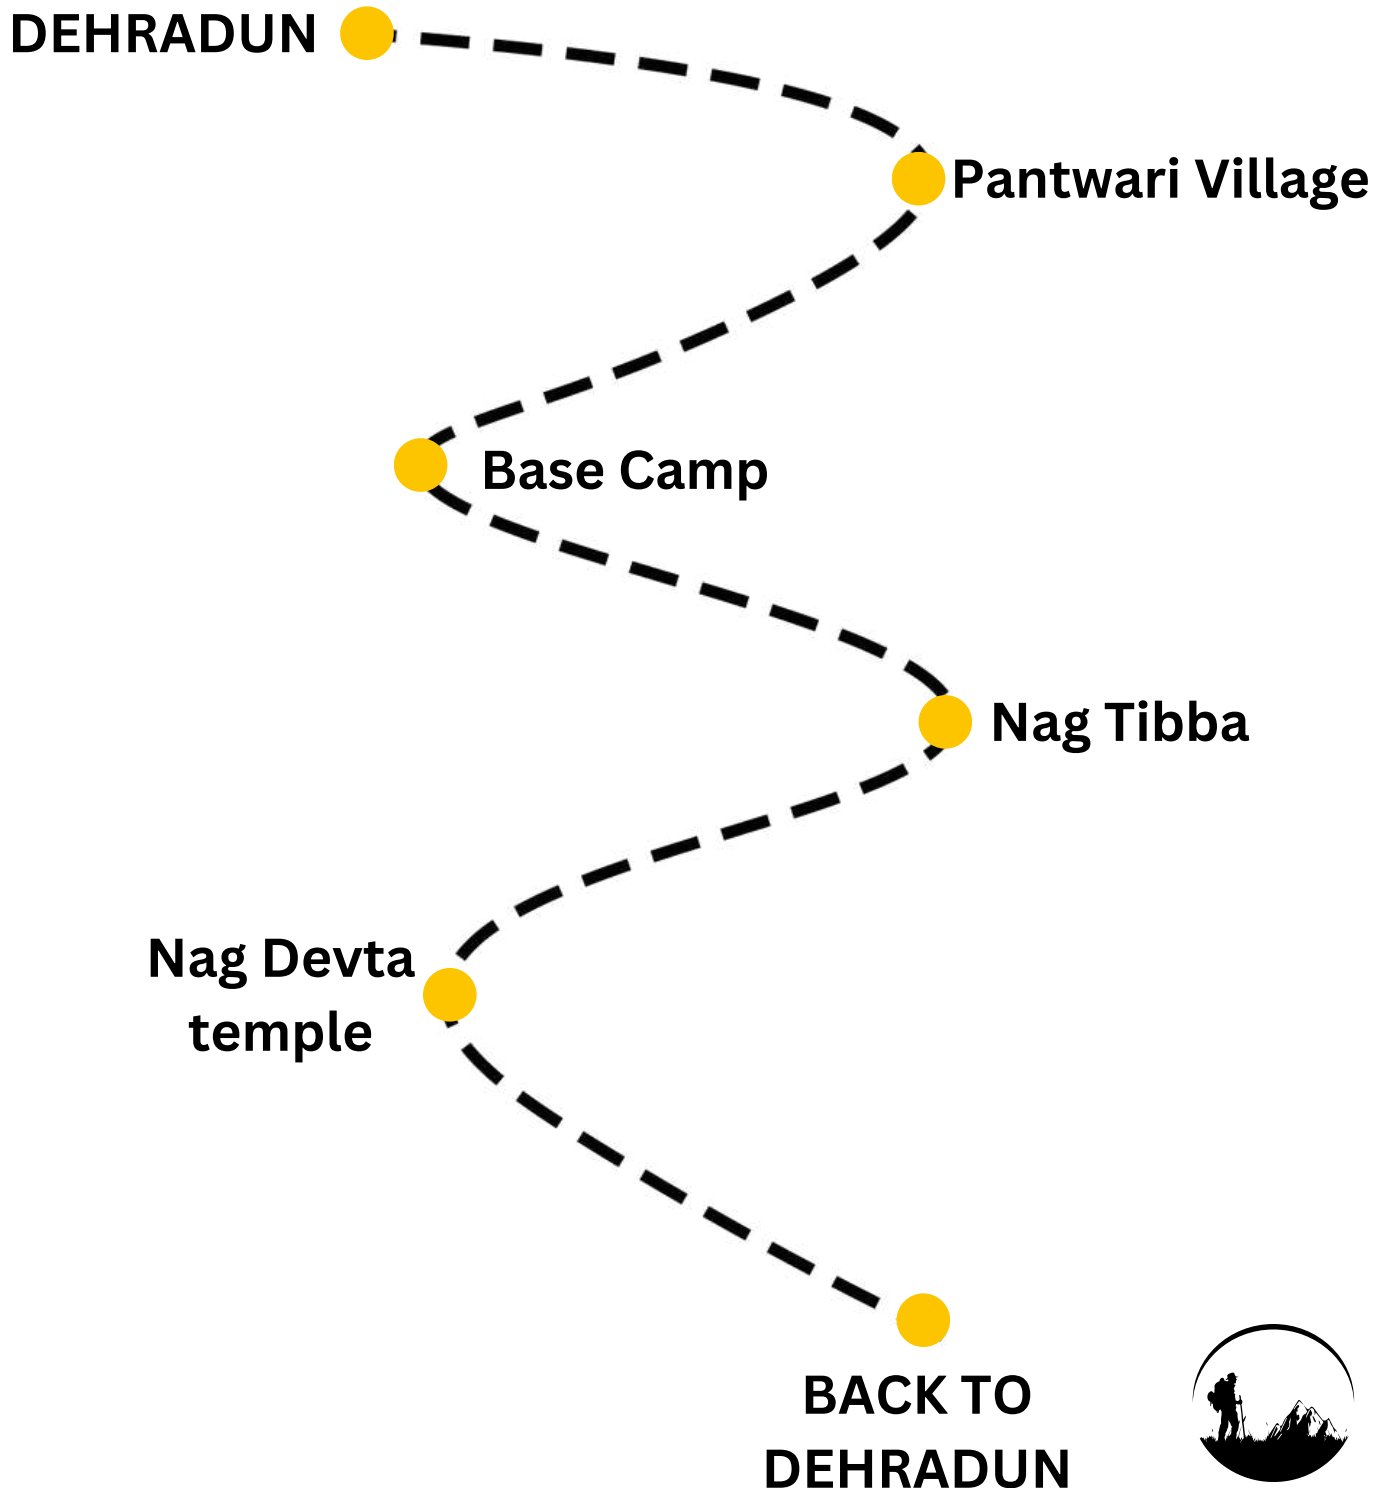 DEHRADUN
Pantwari Village
Base Camp
Nag Tibba
Nag Devta
temple
BACK TO
DEHRADUN